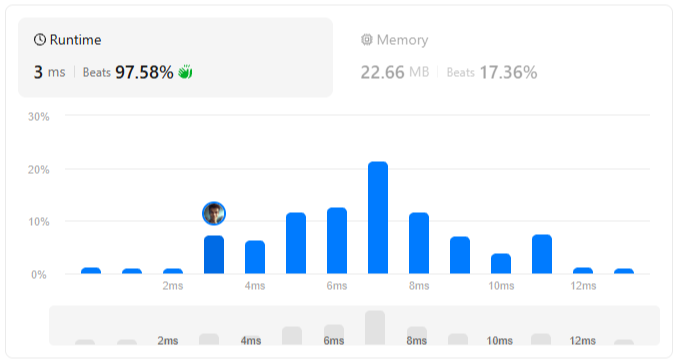 Runtime
3 ms | Beats 97.58%
Memory
22.66 MB | Beats 17.36%
30%
20%
10%
0%
2ms 4ms 6ms 8ms 10ms 12ms
2ms 4ms 6ms 8ms 10ms 12ms